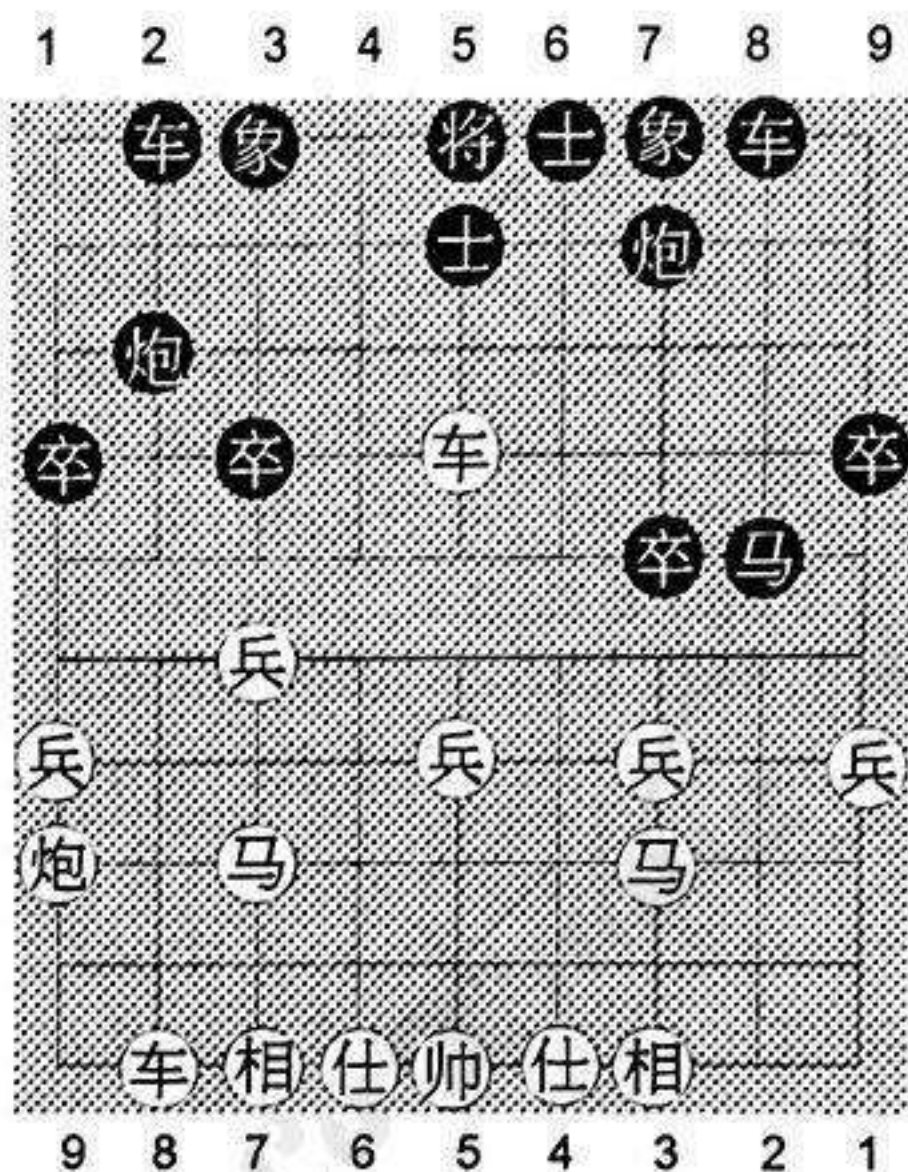 1 2 3 4 5 6 7 8 9
车 象 将 士 象 车
士 炮
炮
卒 卒 车 卒
卒 马
兵
兵 兵 兵 兵
炮 马 马
车 相 仕 帅 仕 相
9 8 7 6 5 4 3 2 1